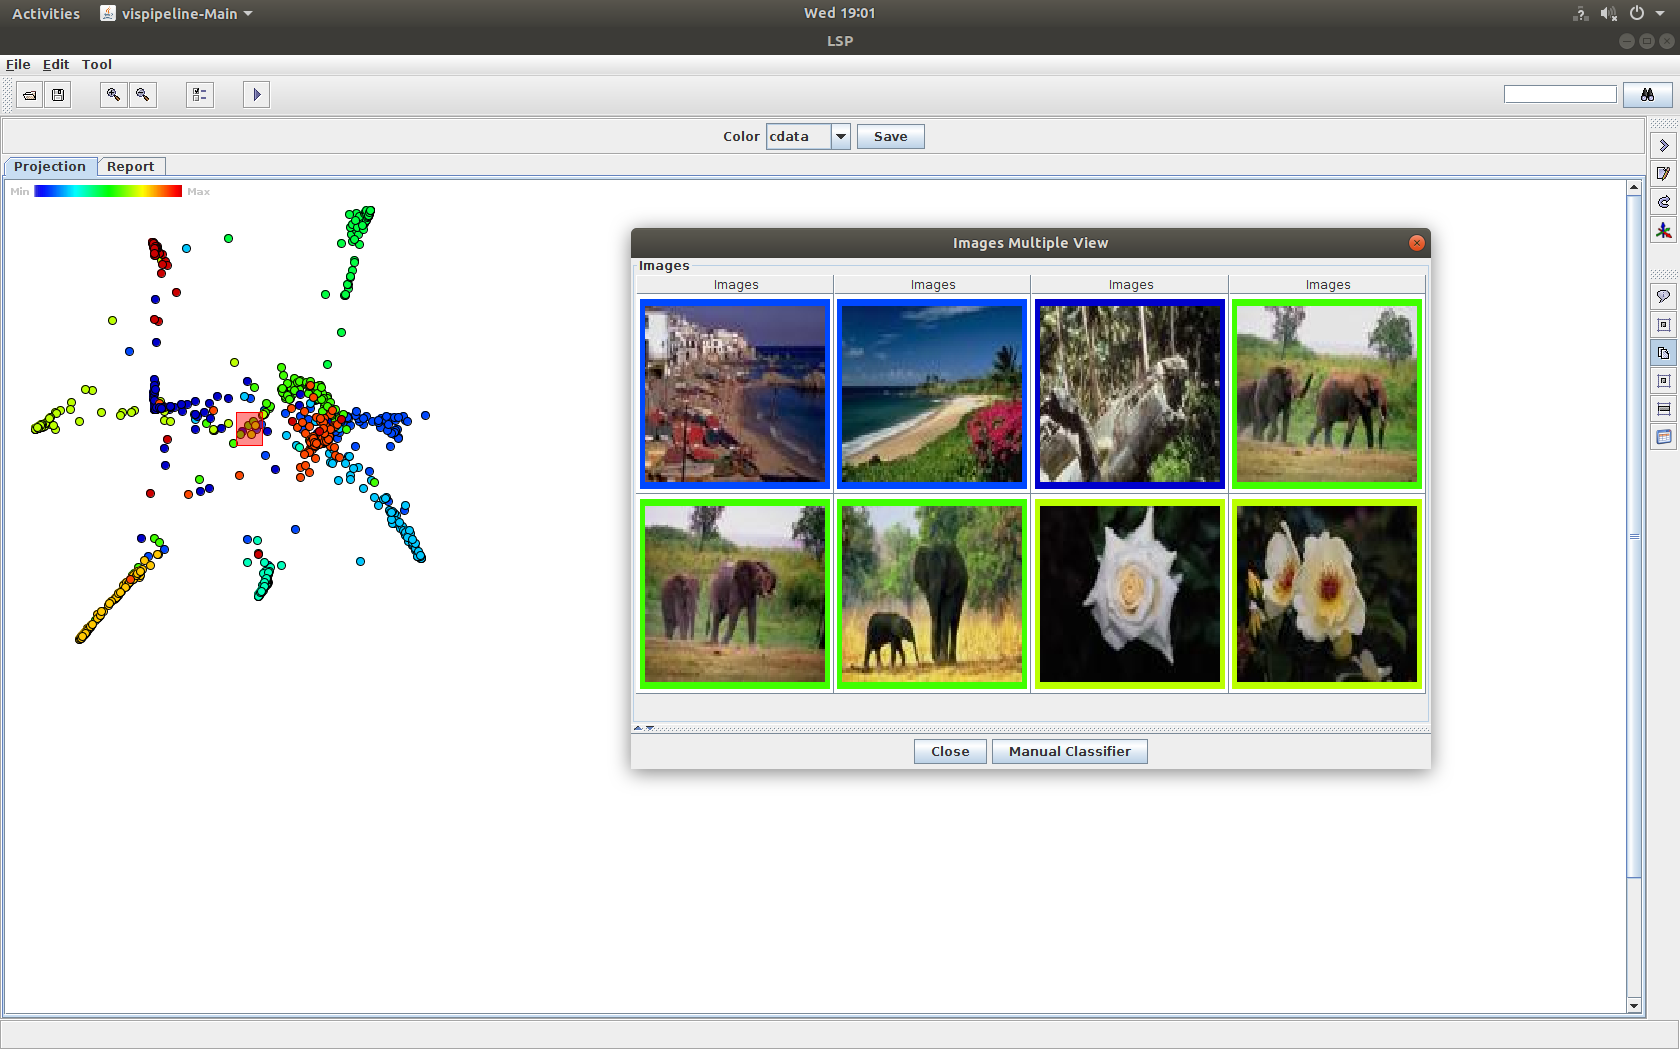 Activities vispipeline-Main Wed 19:01
LSP
File Edit Tool
Color cdata Save
Projection Report
Min Max
Images Multiple View
Images
Images Images Images Images
Close Manual Classifier